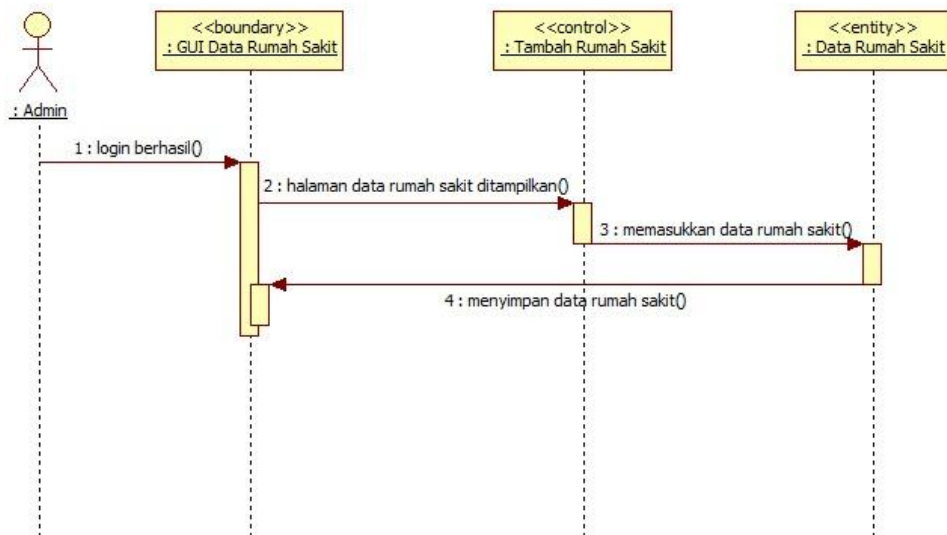 <<boundary>>
: GUI Data Rumah Sakit
<<control>>
: Tambah Rumah Sakit
<<entity>>
: Data Rumah Sakit
: Admin
1 : login berhasil()
2 : halaman data rumah sakit ditampilkan()
3 : memasukkan data rumah sakit()
4 : menyimpan data rumah sakit()